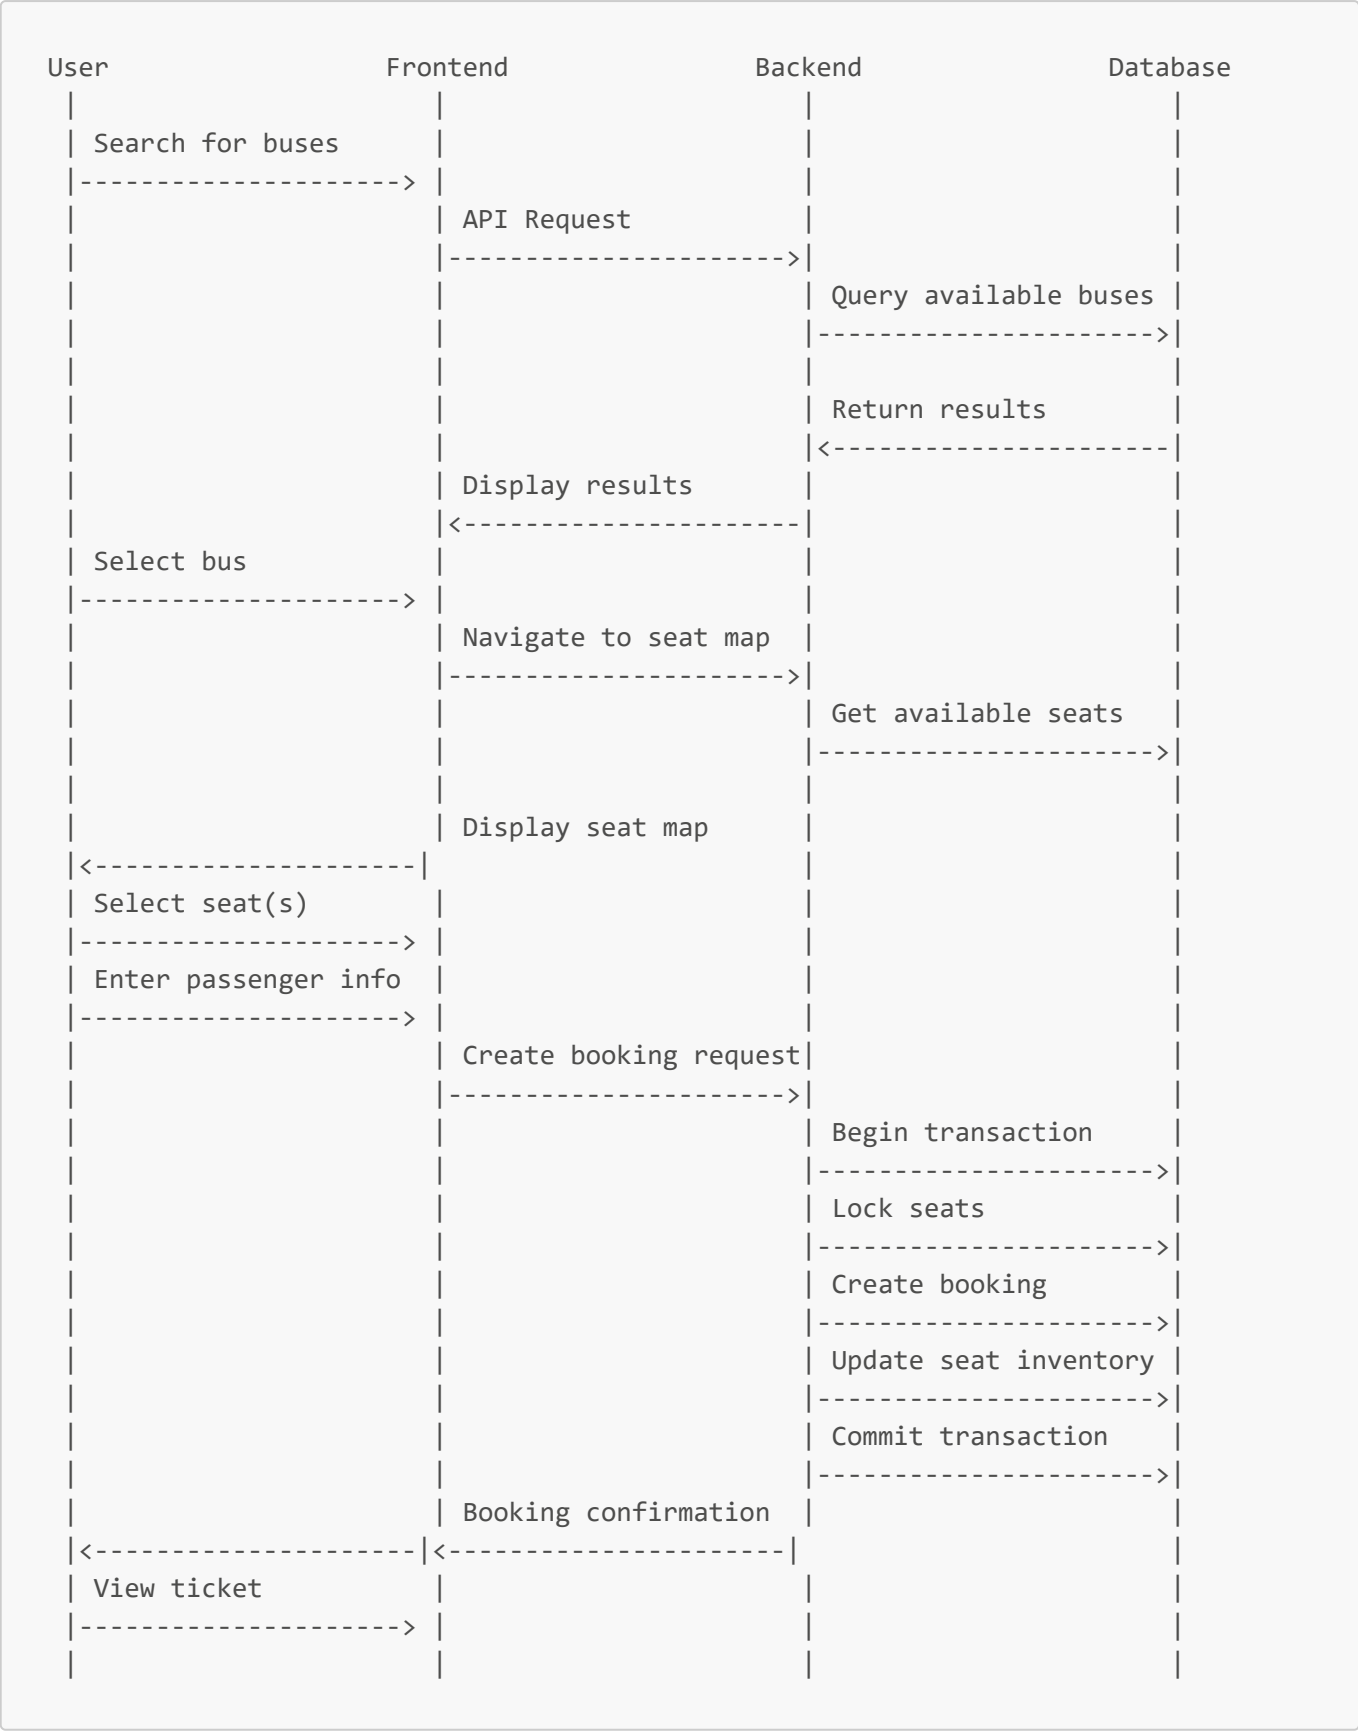 User Frontend Backend Database
Search for buses
API Request
Query available buses
Return results
Display results
Select bus
Navigate to seat map
Get available seats
Display seat map
Select seat(s)
Enter passenger info
Create booking request
Begin transaction
Lock seats
Create booking
Update seat inventory
Commit transaction
Booking confirmation
View ticket